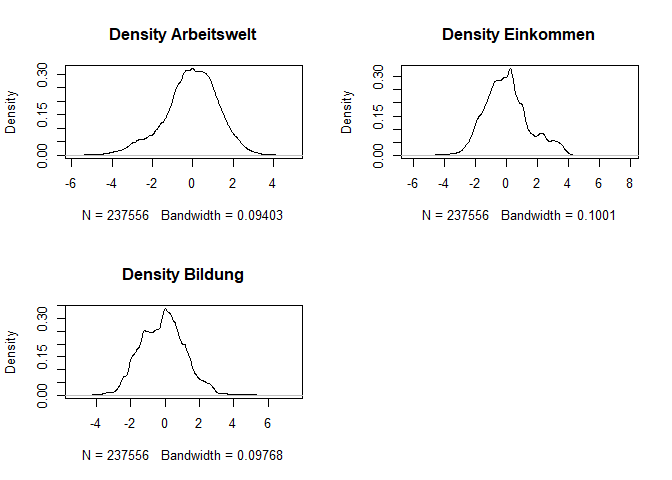 Density Arbeitswelt
Density
0.00 0.15 0.30
-6 -4 -2 0 2 4
N = 237556 Bandwidth = 0.09403
Density Einkommen
Density
0.00 0.15 0.30
-6 -4 -2 0 2 4 6 8
N = 237556 Bandwidth = 0.1001
Density Bildung
Density
0.00 0.15 0.30
-4 -2 0 2 4 6
N = 237556 Bandwidth = 0.09768